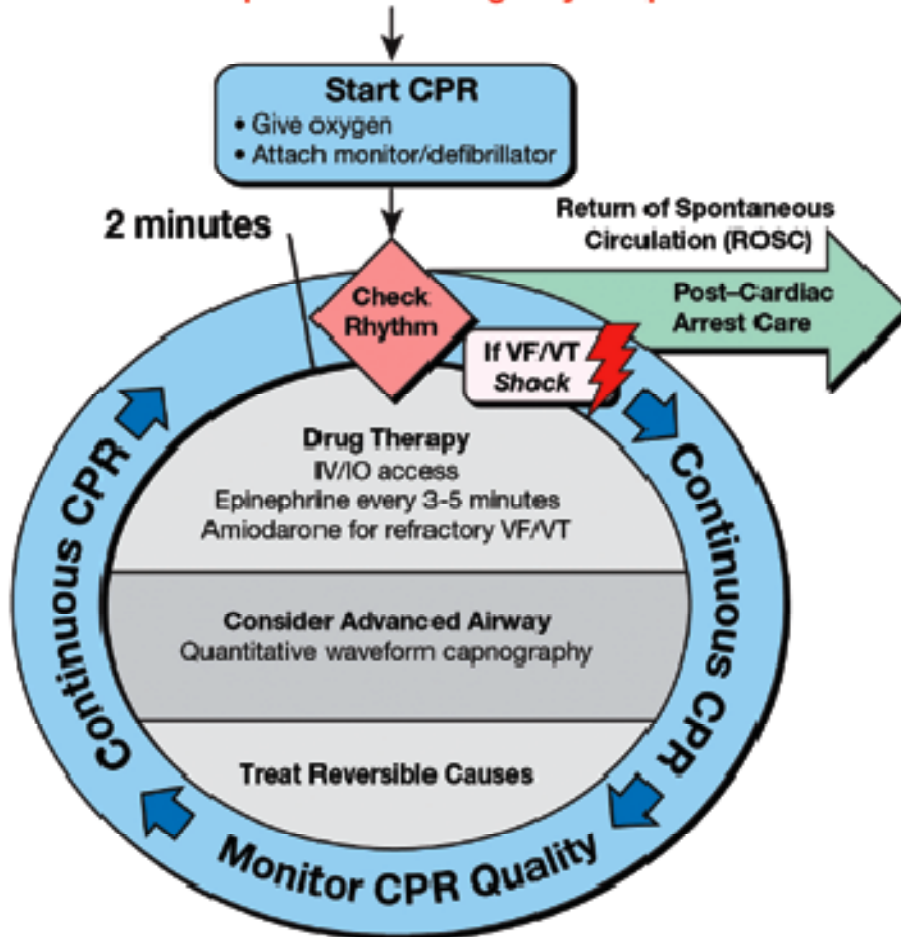 Start CPR
• Give oxygen
• Attach monitor/defibrillator
2 minutes
Return of Spontaneous
Circulation (ROSC)
Post–Cardiac
Arrest Care
Check
Rhythm
If VF/VT
Shock
Drug Therapy
IV/IO access
Epinephrine every 3-5 minutes
Amiodarone for refractory VF/VT
Consider Advanced Airway
Quantitative waveform capnography
Treat Reversible Causes
Continuous CPR
Continuous CPR
Monitor CPR Quality